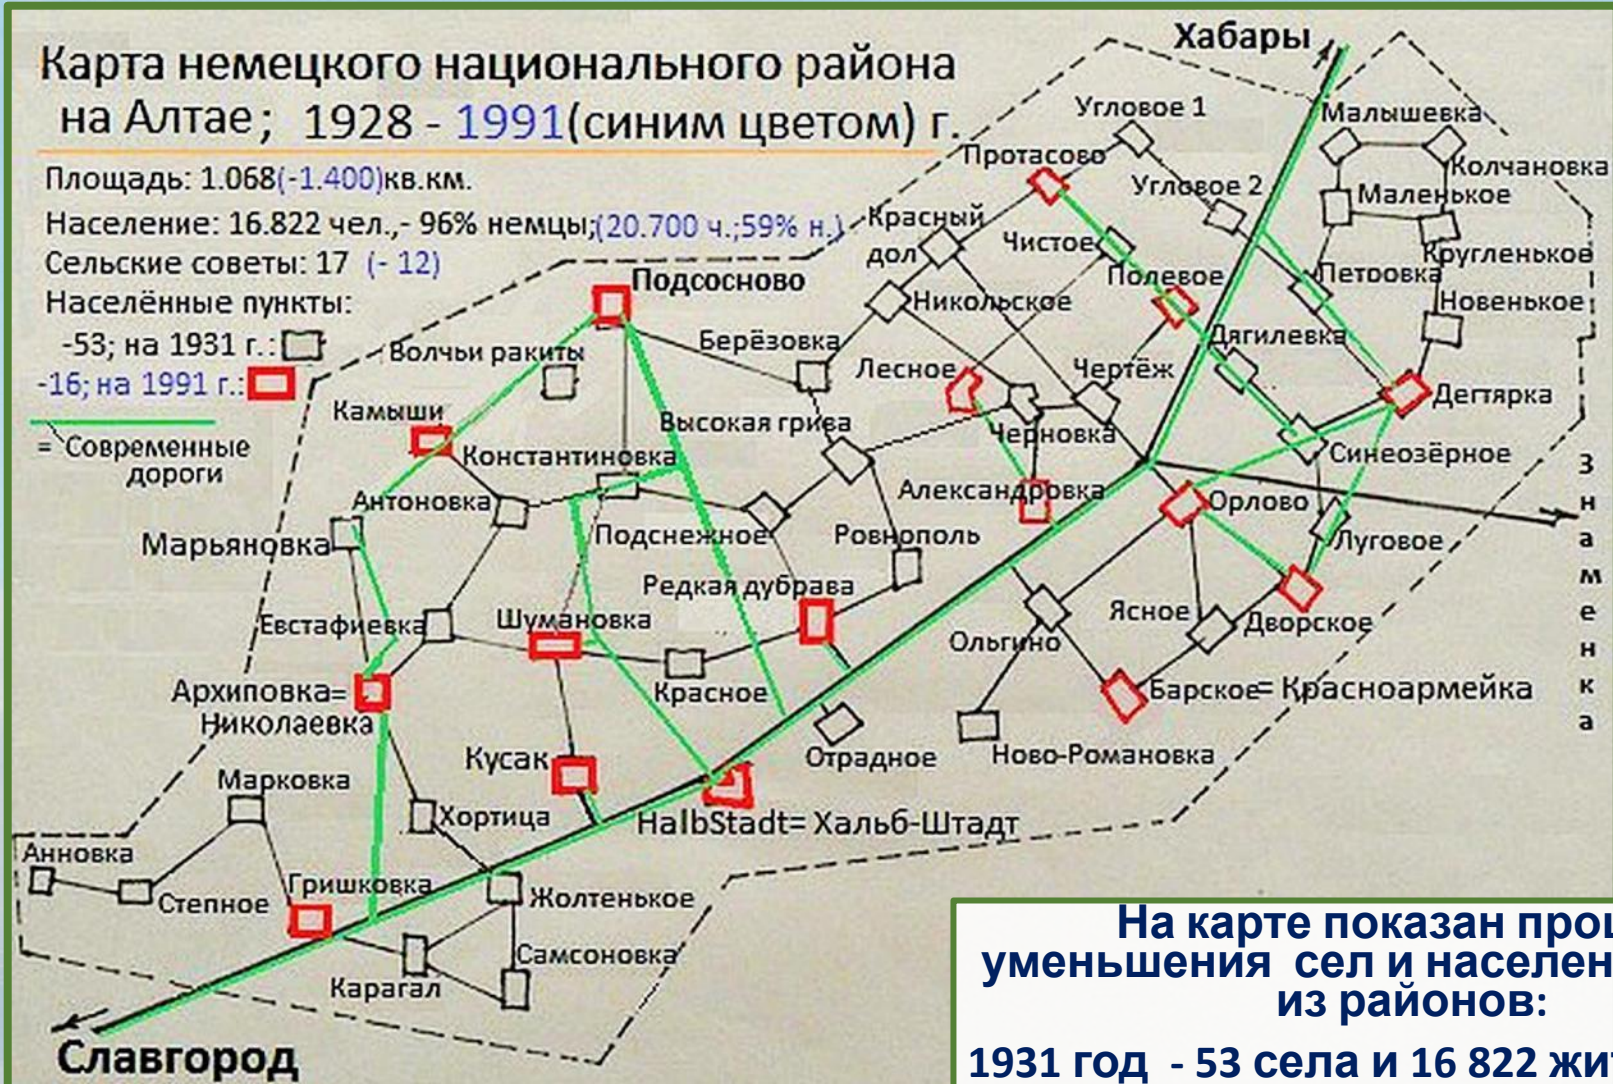 Карта немецкого национального района
на Алтае; 1928 - 1991(синим цветом) г.
Площадь: 1.068(-1.400)кв.км.
Население: 16.822 чел.,- 96% немцы;(20.700 ч.;59% н.)
Сельские советы: 17 (- 12)
Населённые пункты:
-53; на 1931 г.:
-16; на 1991 г.:
= Современные
дороги
Хабары
Угловое 1
Малышевка
Протасово
Колчановка
Угловое 2
Маленькое
Красный
дол
Чистое
Кругленькое
Подсосново
Полевое
Петоовка
Никольское
Новенькое
Волчьи ракиты
Берёзовка
Дягилевка
Лесное
Чертёж
Дегтярка
Камыши
Высокая грива
Черновка
Константиновка
Синеозёрное
Знаменка
Антоновка
Александровка
Орлово
Марьяновка
Подснежное
Ровнополь
Луговое
Редкая дубрава
Евстафиевка
Шумановка
Ясное
Дворское
Ольгино
Архиповка=
Николаевка
Красное
Барское= Красноармейка
Кусак
Отрадное
Ново-Романовка
Марковка
Хортица
HalbStadt= Хальб-Штадт
Анновка
Гришковка
Степное
Жолтенькое
Самсоновка
Карагал
Славгород
На карте показан
уменьшения сел и
из районов:
1931 год - 53 села и 16 822